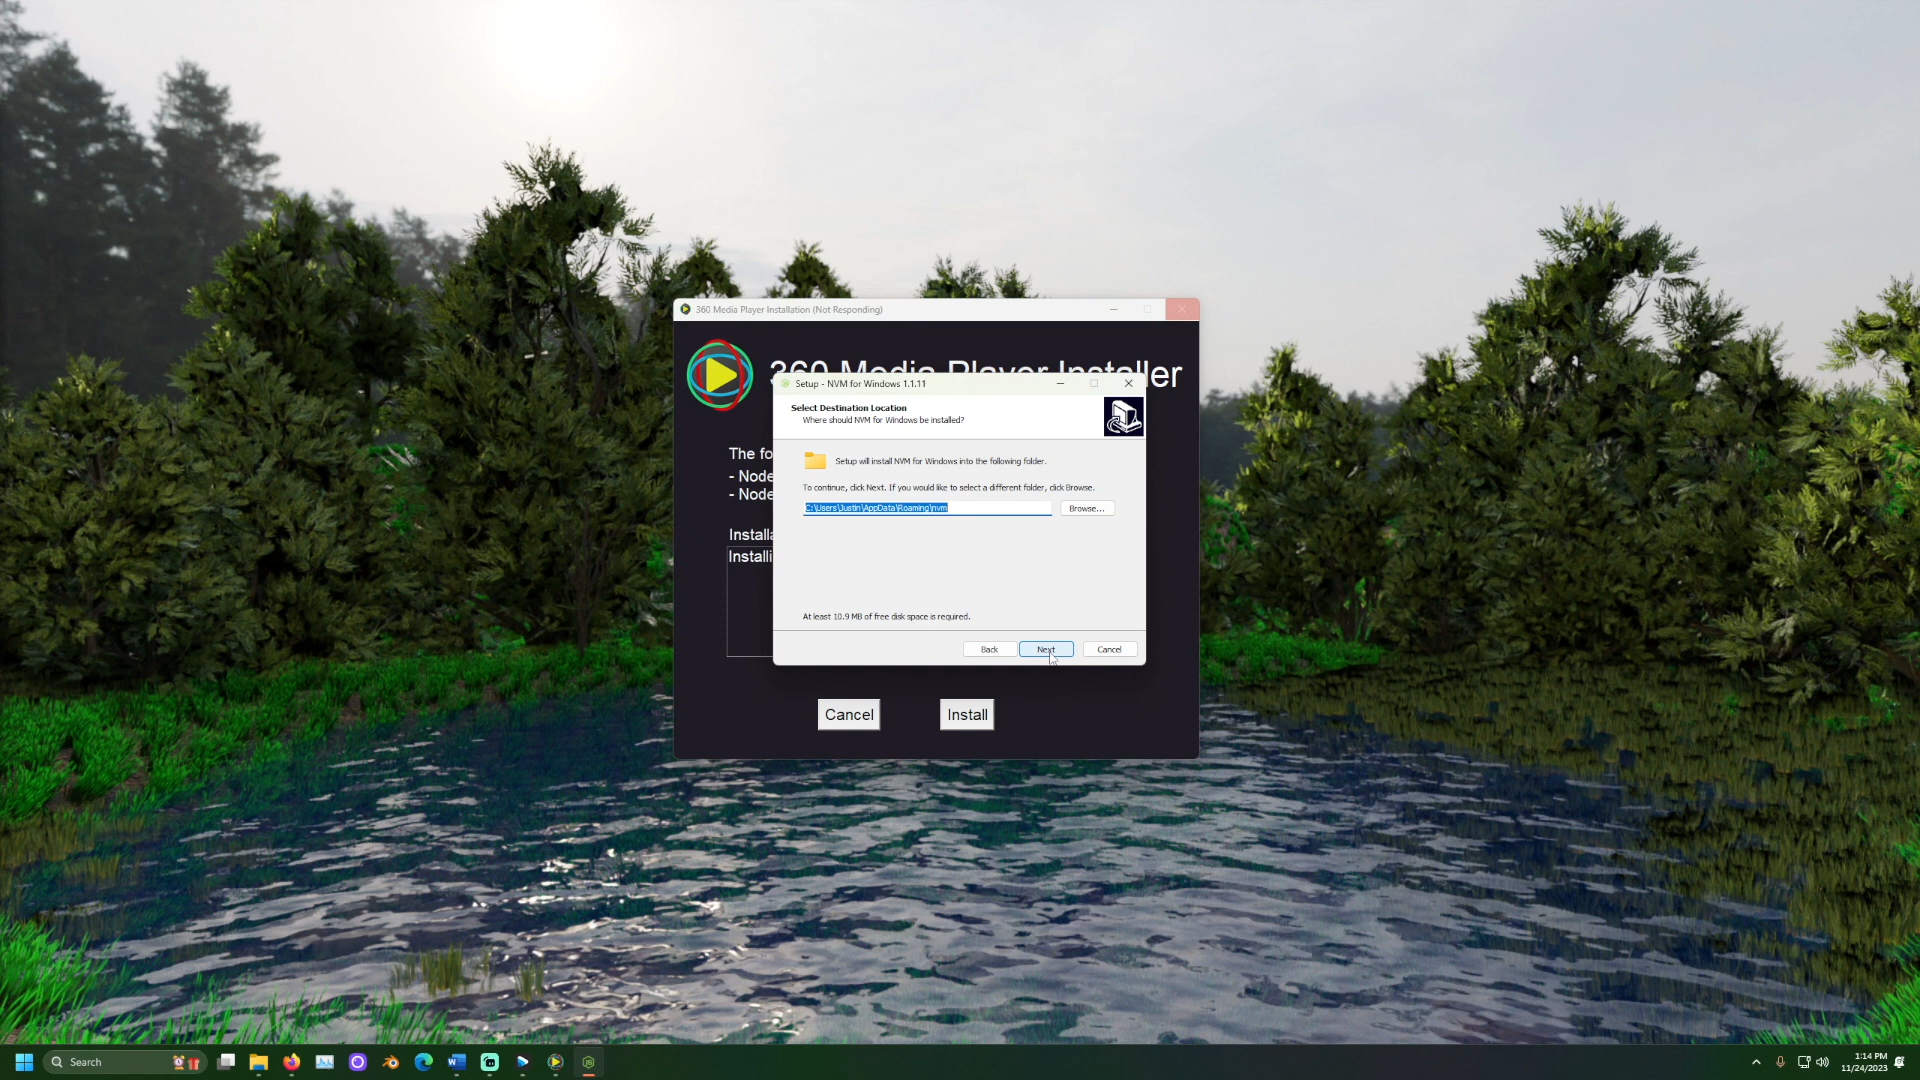 360 Media Player Installation (Not Responding)
360 Media Player Installer
Setup - NVM for Windows 1.1.11
Select Destination Location
Where should NVM for Windows be installed?
The fo
- Node
- Node
Setup will install NVM for Windows into the following folder.
To continue, click Next. If you would like to select a different folder, click Browse.
C:\Users\Justin\AppData\Roaming\nvm
Browse...
Installa
Installi
At least 10.9 MB of free disk space is required.
Back
Next
Cancel
Cancel
Install
Search
1:14 PM
11/24/2023